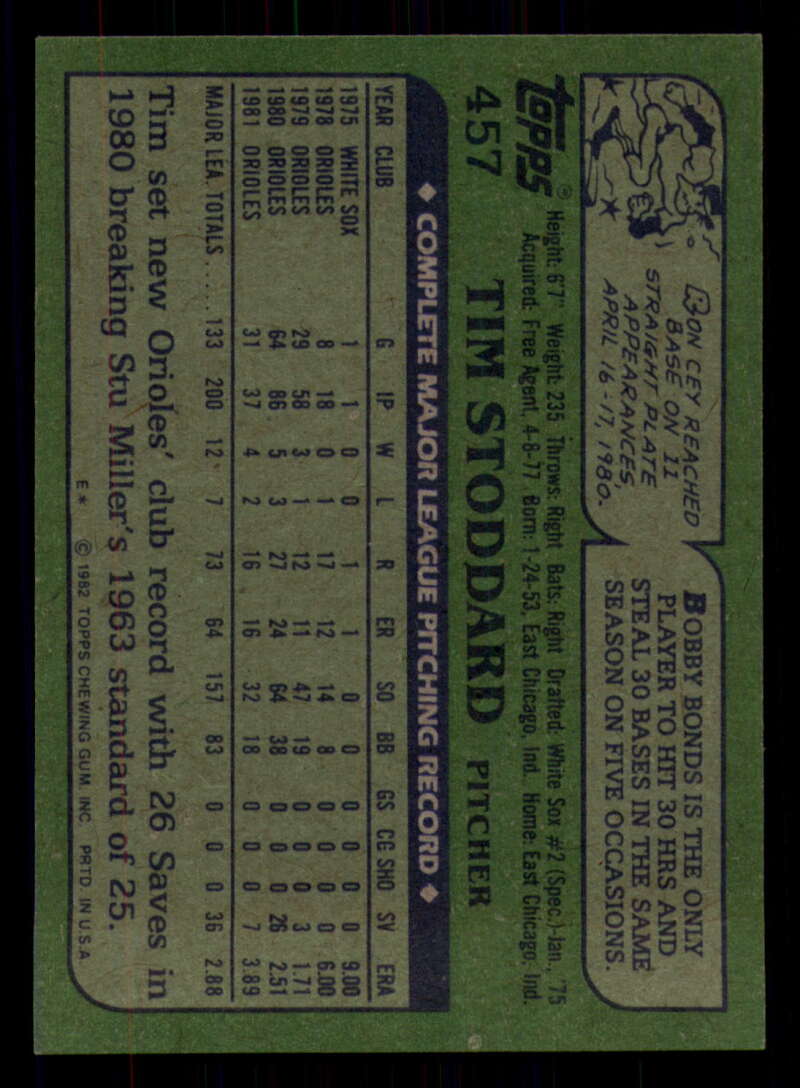 RON CEY REACHED
BASE ON 11
STRAIGHT PLATE
APPEARANCES,
APRIL 16-17, 1980.
BOBBY BONDS IS THE ONLY
PLAYER TO HIT 30 HRS AND
STEAL 30 BASES IN THE SAME
SEASON ON FIVE OCCASIONS.
TOPPS®
Height: 6'7" Weight: 235 Throws: Right Bats: Right Drafted: White Sox #2 (Spec.)-Jan., '75
Acquired: Free Agent, 4-8-77 Born: 1-24-53, East Chicago, Ind. Home: East Chicago, Ind.
457 TIM STODDARD PITCHER
◆ COMPLETE MAJOR LEAGUE PITCHING RECORD ◆
YEAR CLUB G IP W L R ER SO BB GS CG SHO SV ERA
1975 WHITE SOX 1 1 0 0 1 1 0 0 0 0 0 0 9.00
1978 ORIOLES 8 18 0 1 17 12 14 8 0 0 0 0 6.00
1979 ORIOLES 29 58 3 1 12 11 47 19 0 0 0 3 1.71
1980 ORIOLES 64 86 5 3 27 24 64 38 0 0 0 26 2.51
1981 ORIOLES 31 37 4 2 16 16 32 18 0 0 0 7 3.89
MAJOR LEA. TOTALS ..... 133 200 12 7 73 64 157 83 0 0 0 36 2.88
Tim set new Orioles' club record with 26 Saves in
1980 breaking Stu Miller's 1963 standard of 25.
E* © 1982 TOPPS CHEWING GUM, INC. PRTD. IN U.S.A.